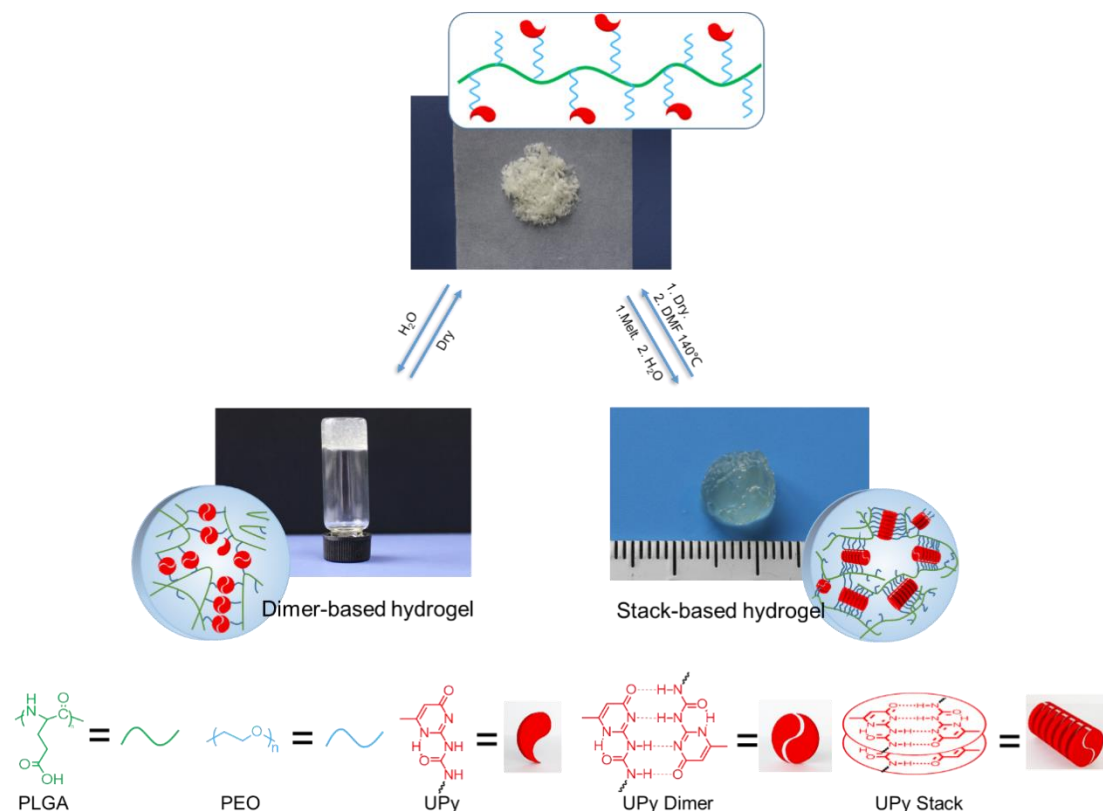 H₂O
Dry
1. Dry.
2. DMF 140℃
1.Melt. 2. H₂O
Dimer-based hydrogel
Stack-based hydrogel
H
N
O
C
O
OH
=
O
n
=
O
N
N
H
N
H
O
N
H
=
O
H
N
N
H
N
O
H
N
N
H
N
H
N
O
N
H
O
=
=
PLGA
PEO
UPy
UPy Dimer
UPy Stack